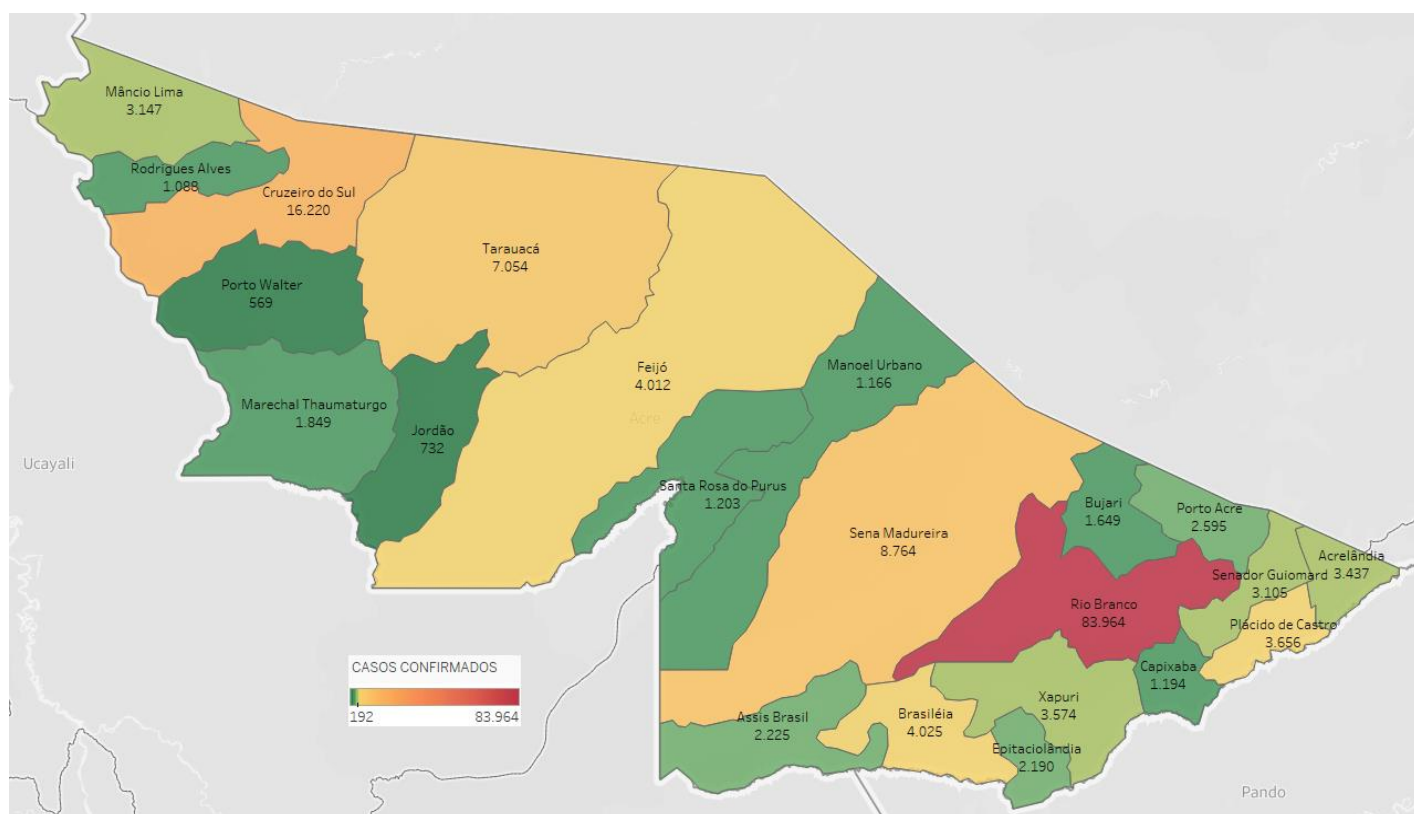 Mâncio Lima
3.147
Rodrigues Alves
1.088
Cruzeiro do Sul
16.220
Tarauacá
7.054
Porto Walter
569
Feijó
4.012
Acre
Manoel Urbano
1.166
Marechal Thaumaturgo
1.849
Jordão
732
Ucayali
Santa Rosa do Purus
1.203
Bujari
1.649
Porto Acre
2.595
Sena Madureira
8.764
Acrelândia
3.437
Senador Guiomard
3.105
Rio Branco
83.964
Plácido de Castro
3.656
Capixaba
1.194
CASOS CONFIRMADOS
192 83.964
Xapuri
3.574
Assis Brasil
2.225
Brasiléia
4.025
Epitaciolândia
2.190
Pando